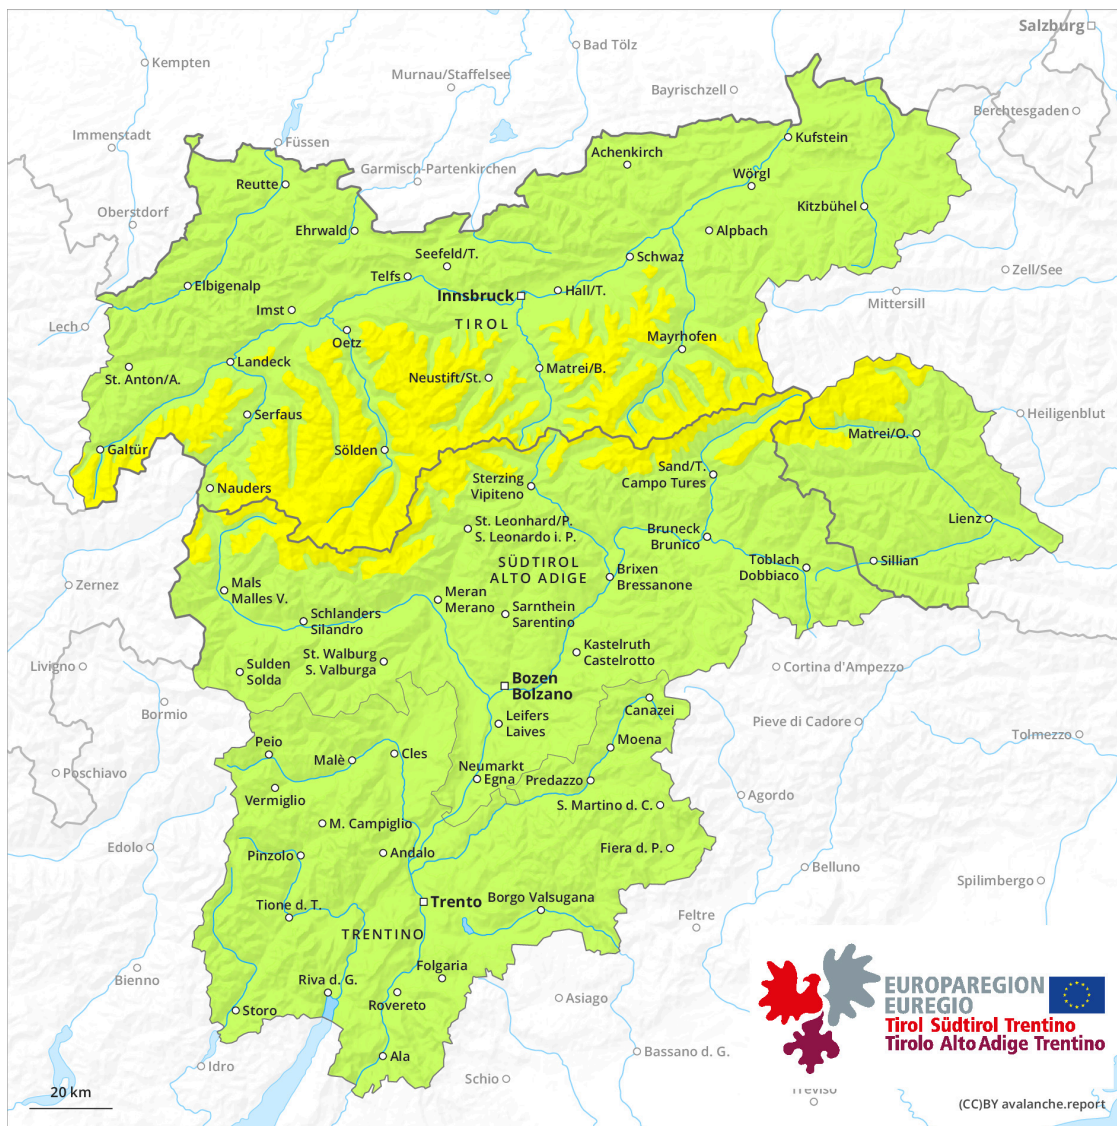 Salzburg
Bad Tölz
Kempten
Murnau/Staffelsee
Bayrischzell
Berchtesgaden
Immenstadt
Füssen
Kufstein
Achenkirch
Garmisch-Partenkirchen
Wörgl
Reutte
Kitzbühel
Oberstdorf
Ehrwald
Alpbach
Seefeld/T.
Schwaz
Zell/See
Telfs
Elbigenalp
Hall/T.
Innsbruck
Mittersill
Imst
TIROL
Lech
Oetz
Mayrhofen
Landeck
Matrei/B.
St. Anton/A.
Neustift/St.
Serfaus
Heiligenblut
Matrei/O.
Galtür
Sölden
Sand/T.
Campo Tures
Sterzing
Vipiteno
Nauders
St. Leonhard/P.
S. Leonardo i. P.
Lienz
Bruneck
Brunico
SÜDTIROL
ALTO ADIGE
Toblach
Dobbiaco
Sillian
Brixen
Bressanone
Zernez
Mals
Malles V.
Meran
Merano
Sarnthein
Sarentino
Schlanders
Silandro
Kastelruth
Castelrotto
St. Walburg
S. Valburga
Livigno
Sulden
Solda
Cortina d'Ampezzo
Bozen
Bolzano
Bormio
Canazei
Leifers
Laives
Pieve di Cadore
Tolmezzo
Peio
Moena
Cles
Malè
Poschiavo
Neumarkt
Egna
Predazzo
Vermiglio
Agordo
S. Martino d. C.
M. Campiglio
Edolo
Pinzolo
Andalo
Fiera d. P.
Belluno
Spilimbergo
Trento
Borgo Valsugana
Tione d. T.
Feltre
TRENTINO
Folgaria
Bienno
Riva d. G.
Rovereto
Asiago
Storo
EUROPAREGION
EUREGIO
Tirol Südtirol Trentino
Tirolo Alto Adige Trentino
Ala
Bassano d. G.
Idro
Schio
Treviso
20 km
(CC)BY avalanche.report